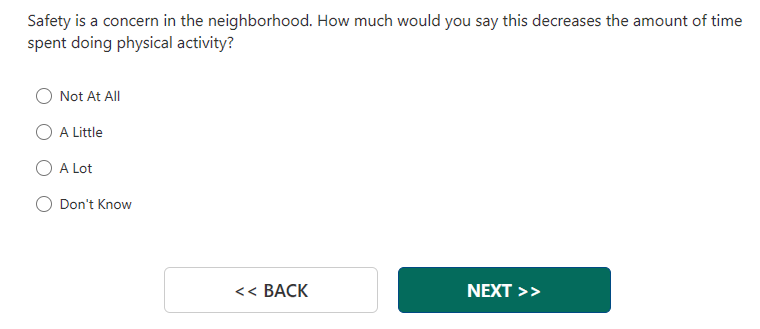 Safety is a concern in the neighborhood. How much would you say this decreases the amount of time
spent doing physical activity?
Not At All
A Little
A Lot
Don't Know
<< BACK
NEXT >>